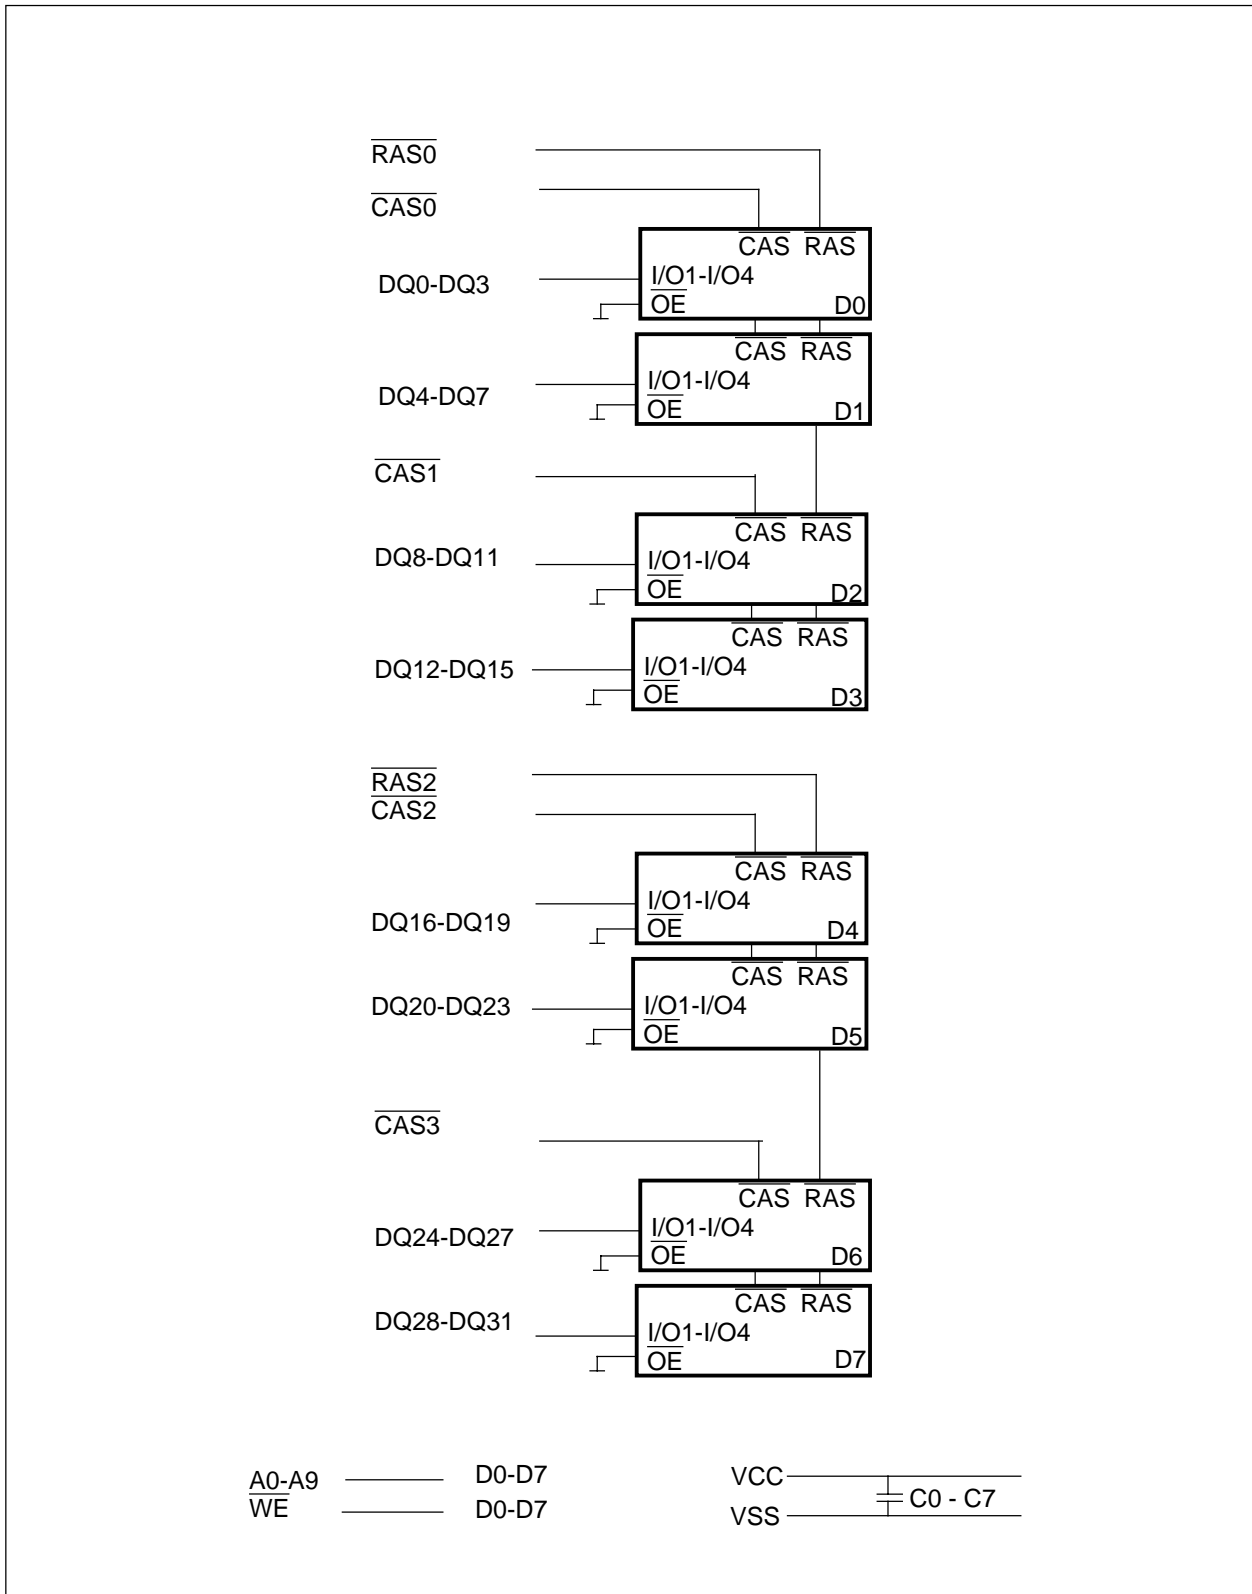 RAS0
CAS0
CAS RAS
DQ0-DQ3
I/O1-I/O4
OE
D0
CAS RAS
DQ4-DQ7
I/O1-I/O4
OE
D1
CAS1
CAS RAS
DQ8-DQ11
I/O1-I/O4
OE
D2
CAS RAS
DQ12-DQ15
I/O1-I/O4
OE
D3
RAS2
CAS2
CAS RAS
DQ16-DQ19
I/O1-I/O4
OE
D4
CAS RAS
DQ20-DQ23
I/O1-I/O4
OE
D5
CAS3
CAS RAS
DQ24-DQ27
I/O1-I/O4
OE
D6
CAS RAS
DQ28-DQ31
I/O1-I/O4
OE
D7
A0-A9 D0-D7
WE D0-D7
VCC
C0 - C7
VSS